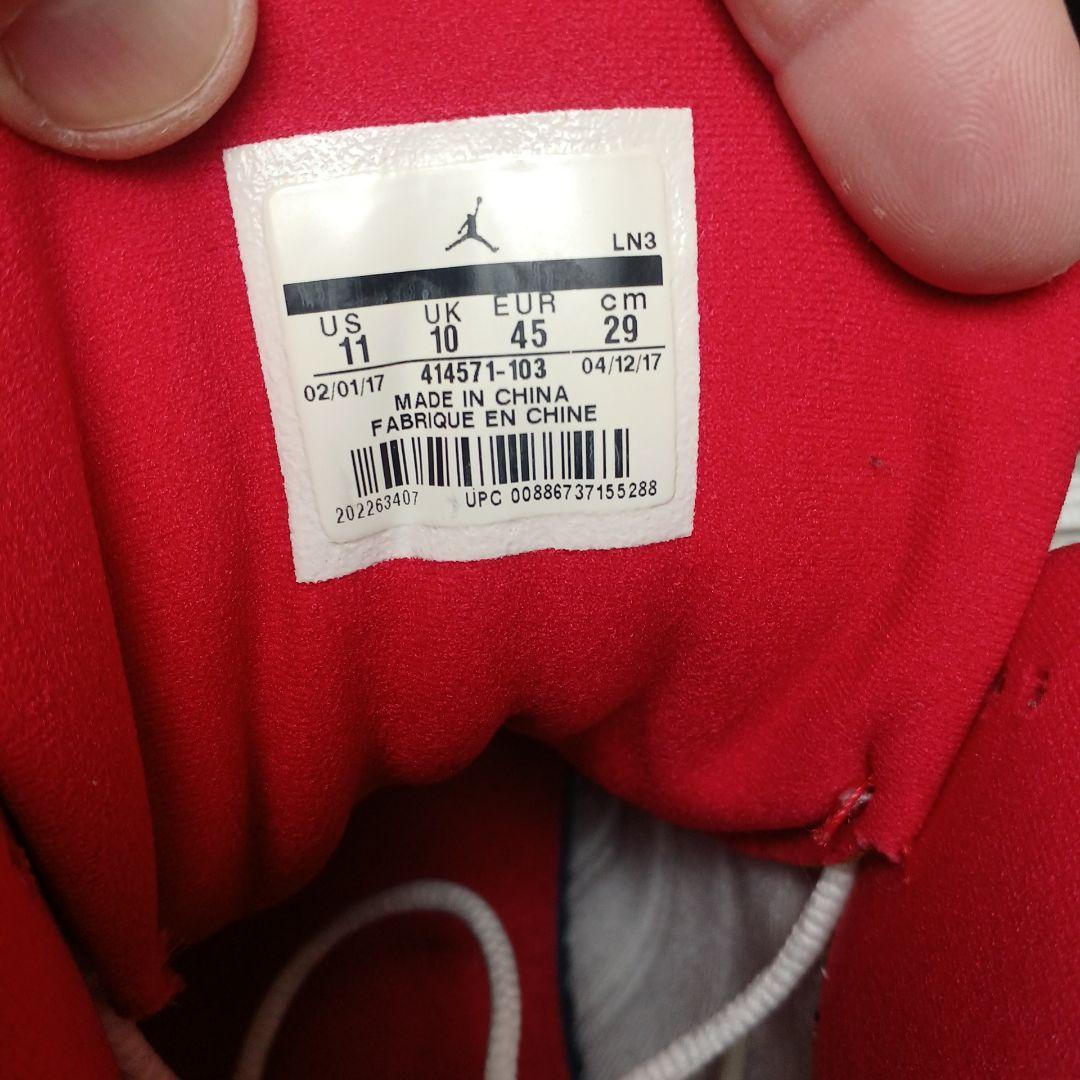 LN3
US UK EUR cm
11 10 45 29
02/01/17 414571-103 04/12/17
MADE IN CHINA
FABRIQUE EN CHINE
202263407 UPC 00886737155288